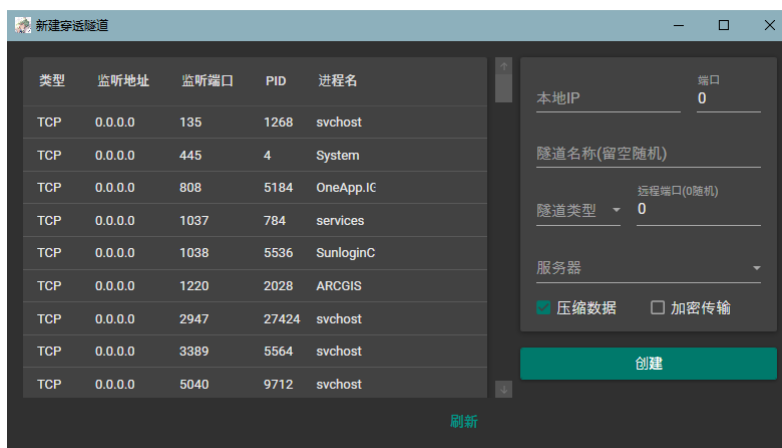 新建穿透隧道
类型 监听地址 监听端口 PID 进程名
TCP 0.0.0.0 135 1268 svchost
TCP 0.0.0.0 445 4 System
TCP 0.0.0.0 808 5184 OneApp.IG
TCP 0.0.0.0 1037 784 services
TCP 0.0.0.0 1038 5536 SunloginC
TCP 0.0.0.0 1220 2028 ARCGIS
TCP 0.0.0.0 2947 27424 svchost
TCP 0.0.0.0 3389 5564 svchost
TCP 0.0.0.0 5040 9712 svchost
刷新
端口
本地IP 0
隧道名称(留空随机)
远程端口(0随机)
隧道类型 0
服务器
压缩数据 加密传输
创建